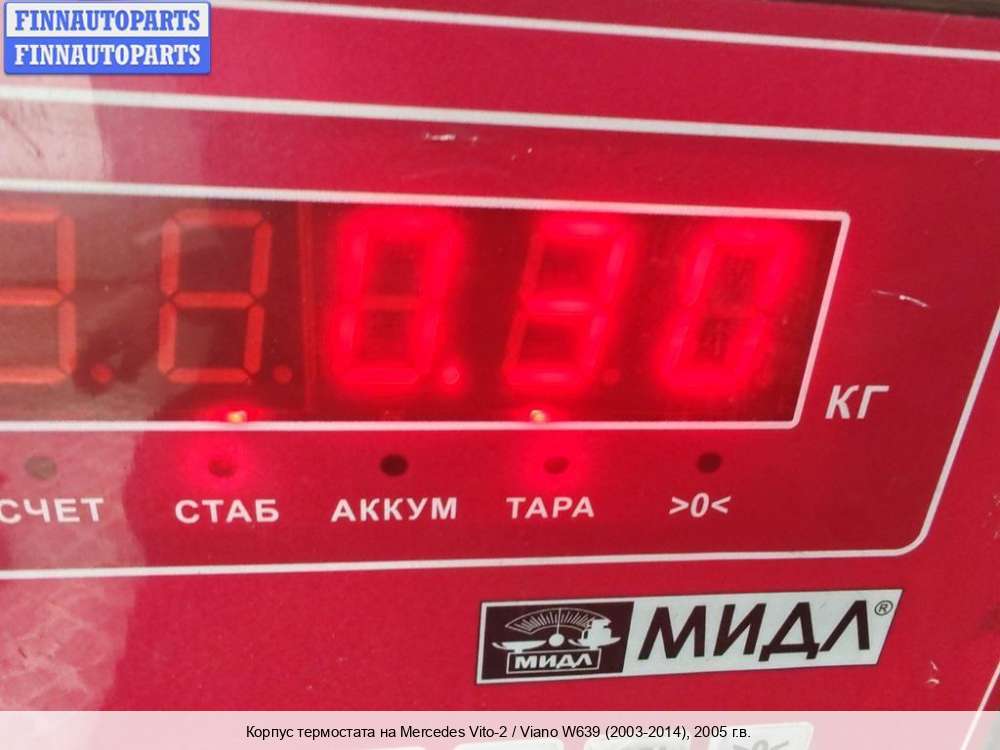 FINNAUTOPARTS
FINNAUTOPARTS
0.30
КГ
СЧЕТ СТАБ АККУМ ТАРА >0<
МИДЛ МИДЛ®
Корпус термостата на Mercedes Vito-2 / Viano W639 (2003-2014), 2005 г.в.